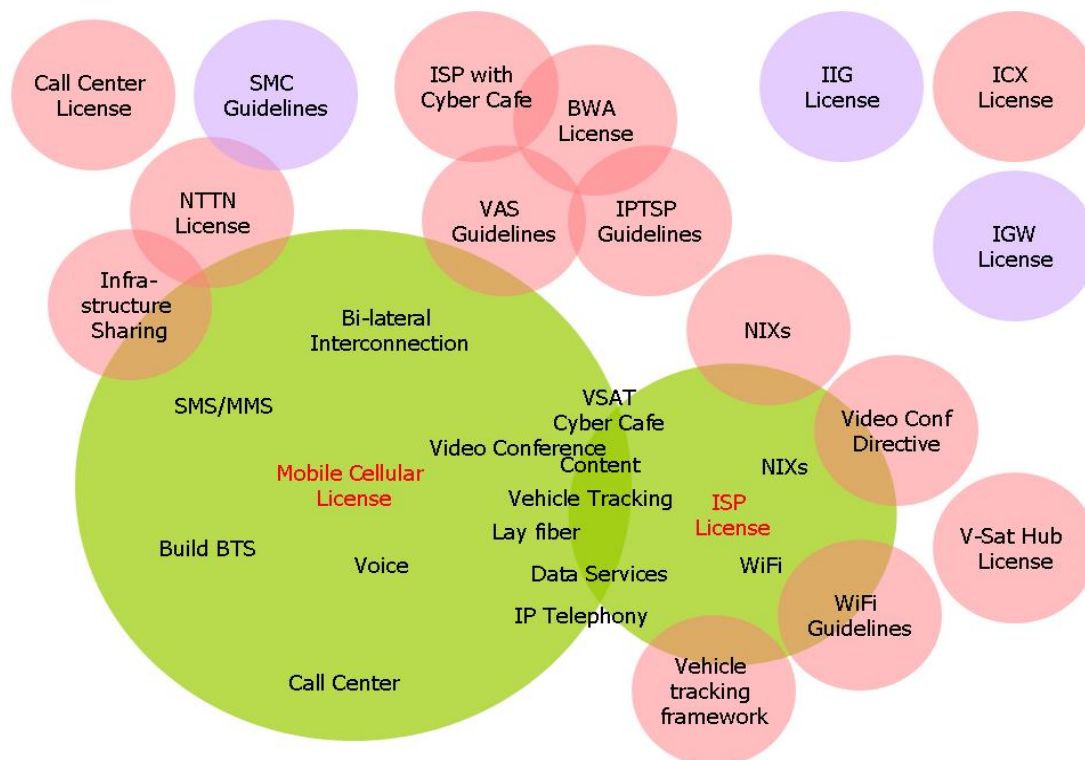 Call Center
License
SMC
Guidelines
ISP with
Cyber Cafe
BWA
License
IIG
License
ICX
License
NTTN
License
VAS
Guidelines
IPTSP
Guidelines
IGW
License
Infra-
structure
Sharing
Bi-lateral
Interconnection
NIXs
SMS/MMS
VSAT
Cyber Cafe
Video Conf
Directive
Video Conference
Content
NIXs
Mobile Cellular
License
Vehicle Tracking
ISP
License
Lay fiber
V-Sat Hub
License
Build BTS
Voice
Data Services
WiFi
IP Telephony
WiFi
Guidelines
Call Center
Vehicle
tracking
framework